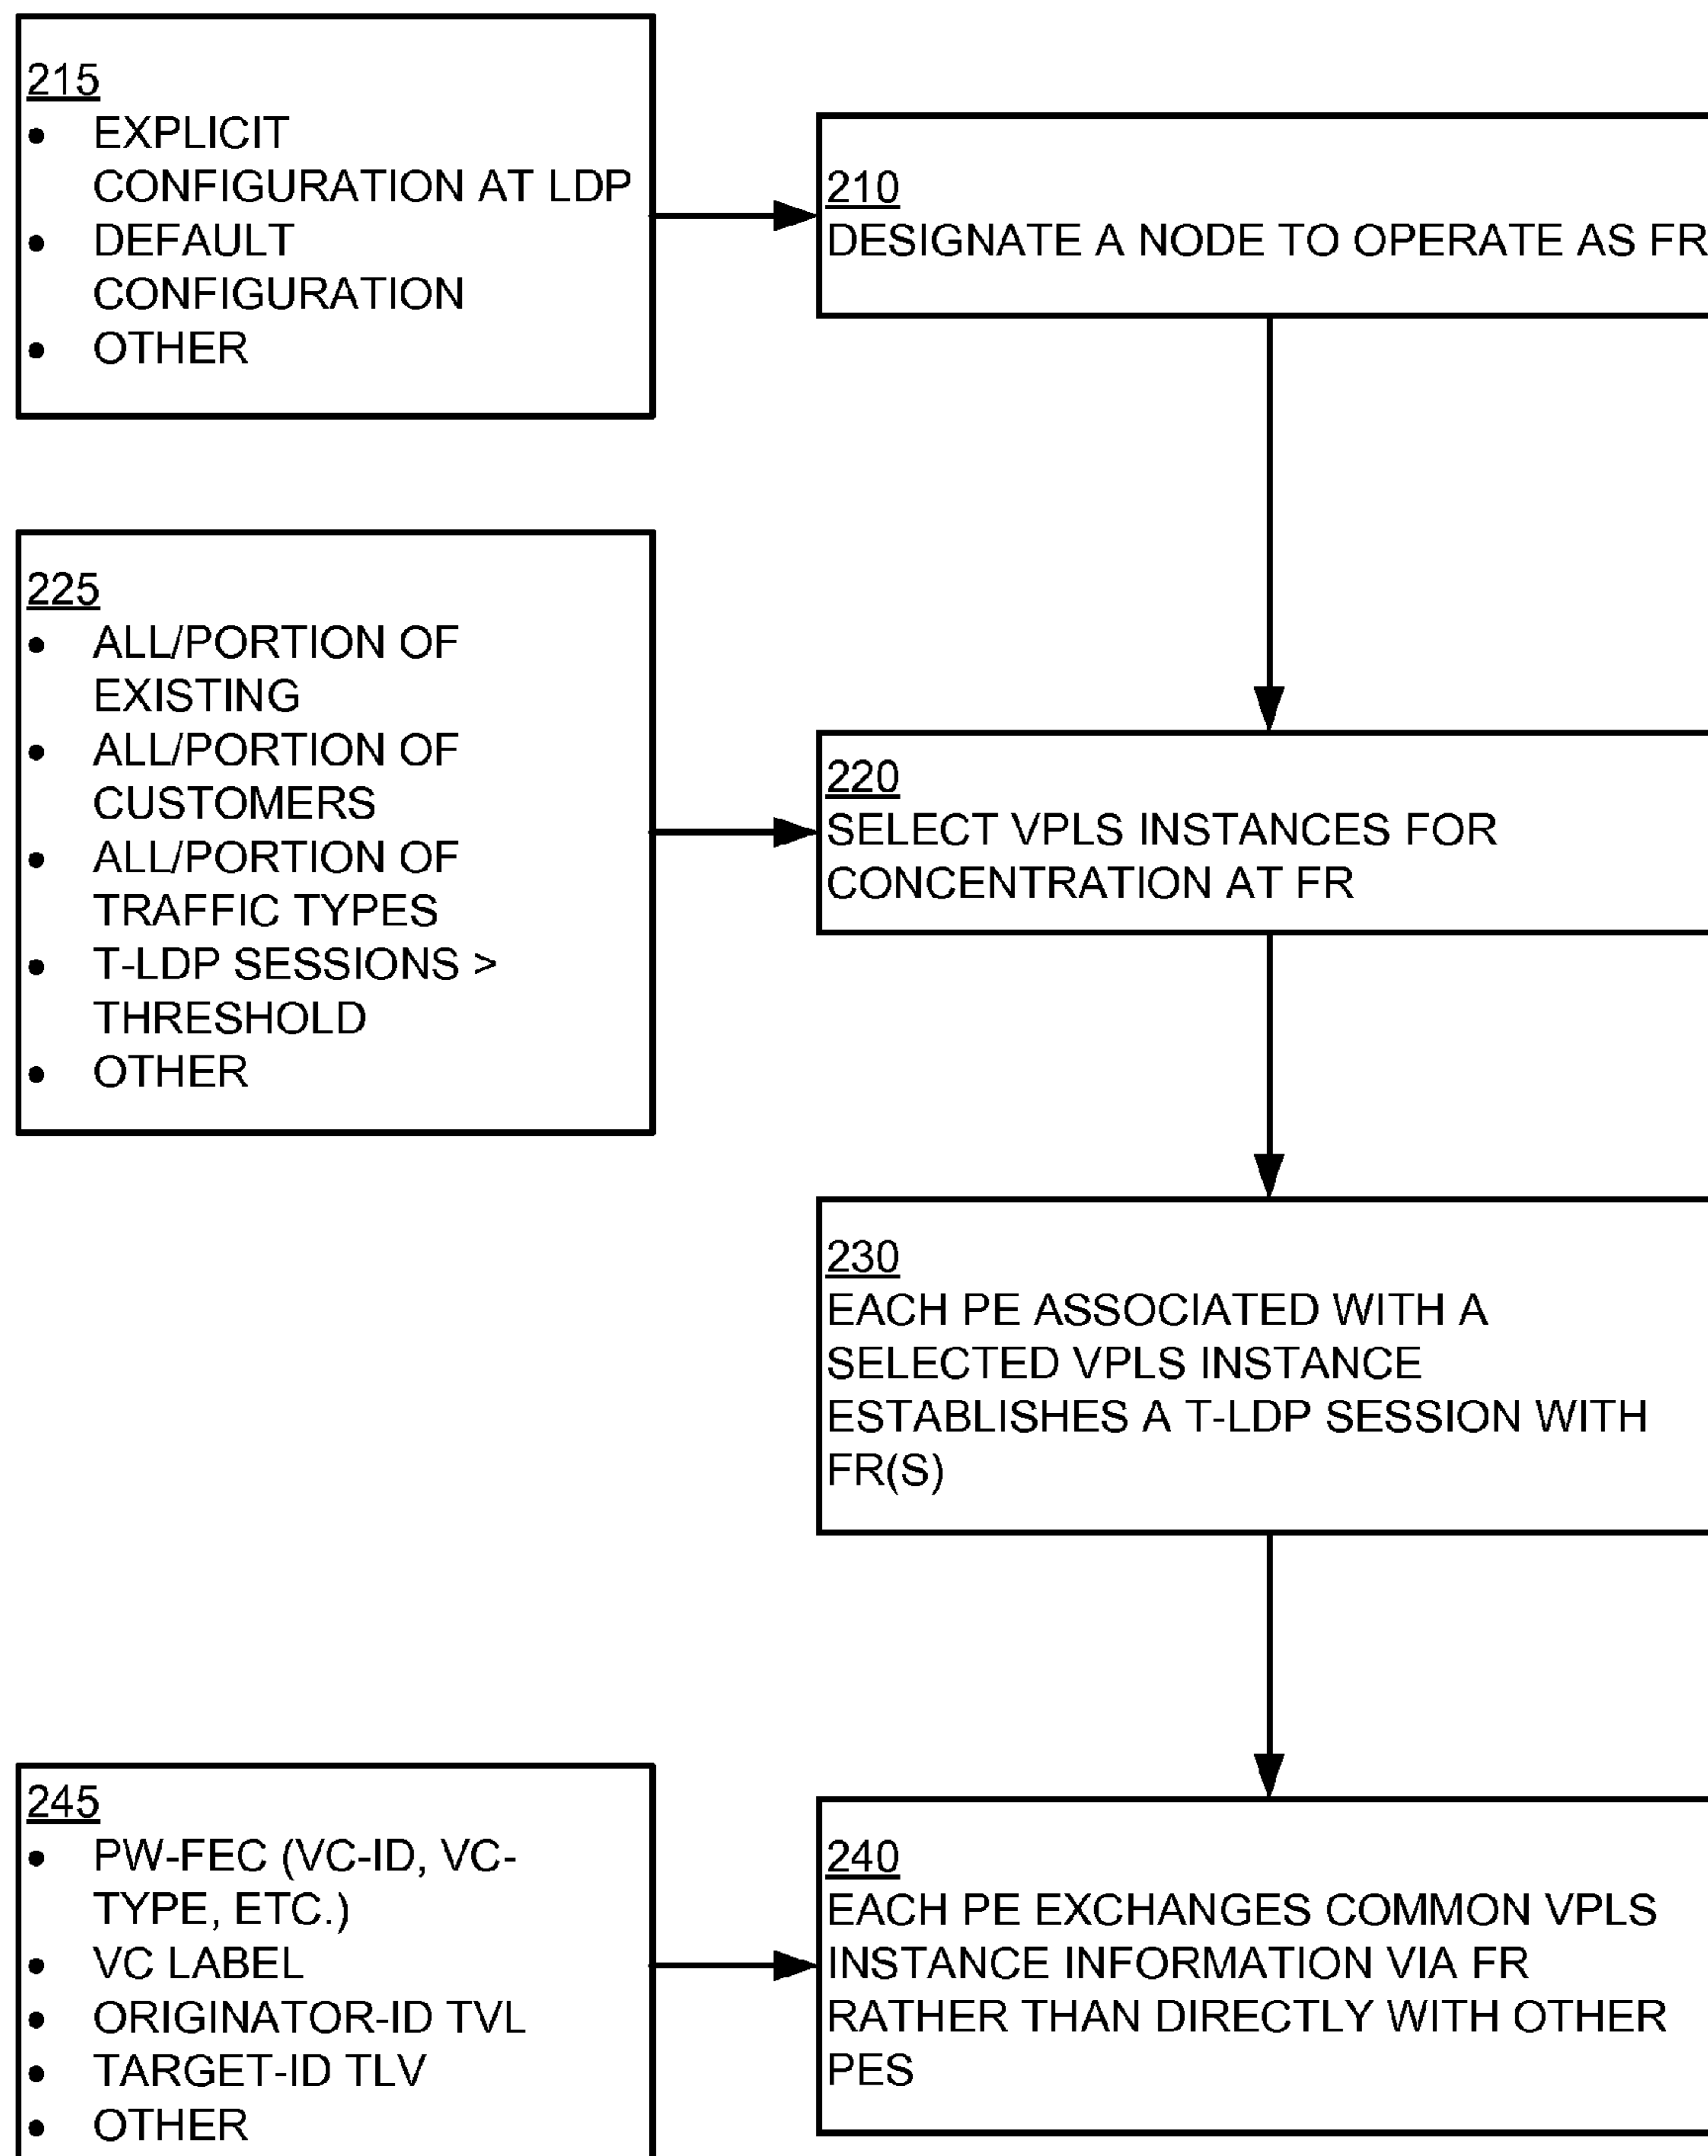 215
• EXPLICIT
CONFIGURATION AT LDP
• DEFAULT
CONFIGURATION
• OTHER
210
DESIGNATE A NODE TO OPERATE AS FR
225
• ALL/PORTION OF
EXISTING
• ALL/PORTION OF
CUSTOMERS
• ALL/PORTION OF
TRAFFIC TYPES
• T-LDP SESSIONS >
THRESHOLD
• OTHER
220
SELECT VPLS INSTANCES FOR
CONCENTRATION AT FR
230
EACH PE ASSOCIATED WITH A
SELECTED VPLS INSTANCE
ESTABLISHES A T-LDP SESSION WITH
FR(S)
245
• PW-FEC (VC-ID, VC-
TYPE, ETC.)
• VC LABEL
• ORIGINATOR-ID TVL
• TARGET-ID TLV
• OTHER
240
EACH PE EXCHANGES COMMON VPLS
INSTANCE INFORMATION VIA FR
RATHER THAN DIRECTLY WITH OTHER
PES